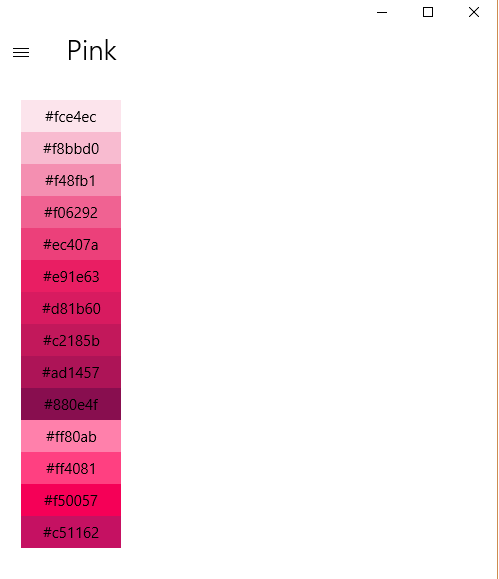 Pink
#fce4ec
#f8bbd0
#f48fb1
#f06292
#ec407a
#e91e63
#d81b60
#c2185b
#ad1457
#880e4f
#ff80ab
#ff4081
#f50057
#c51162